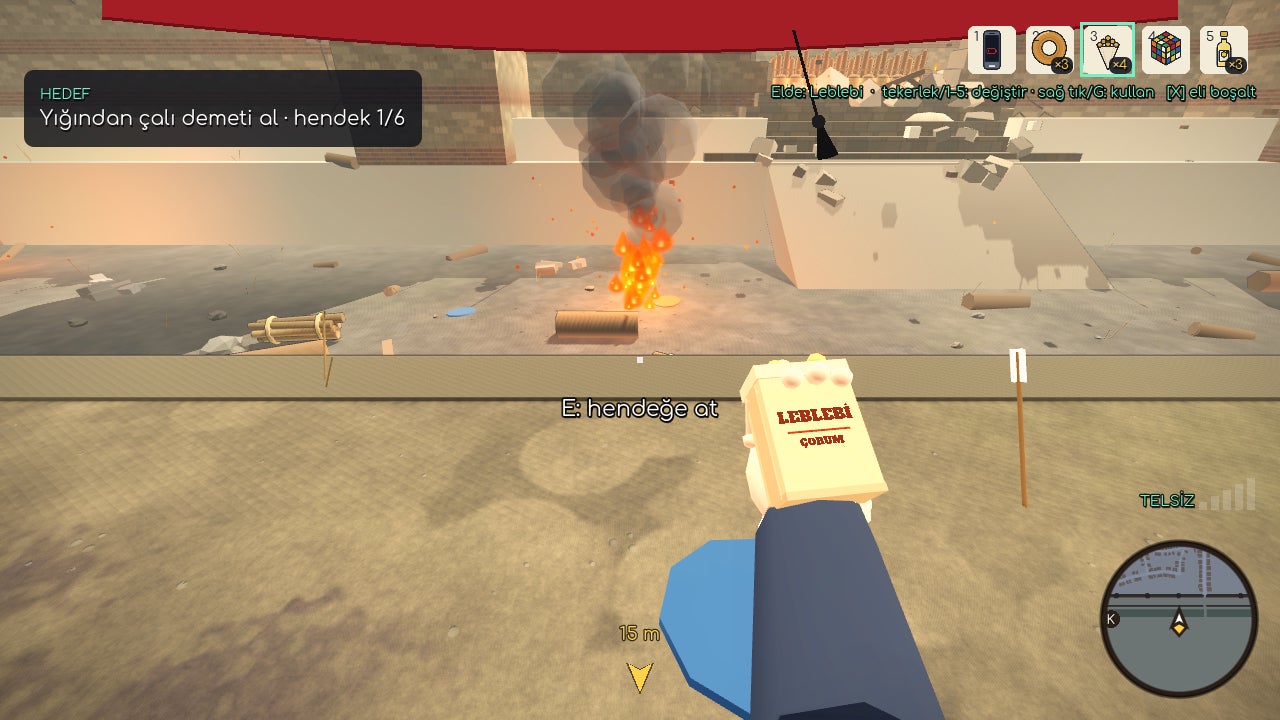 1
2
×3
3
×4
4
5
×3
HEDEF
Yığından çalı demeti al · hendek 1/6
Elde: Leblebi · tekerlek/1-5: değiştir · sağ tık/G: kullan [X] eli boşalt
E: hendeğe at
LEBLEBİ
ÇORUM
TELSİZ
15 m
K